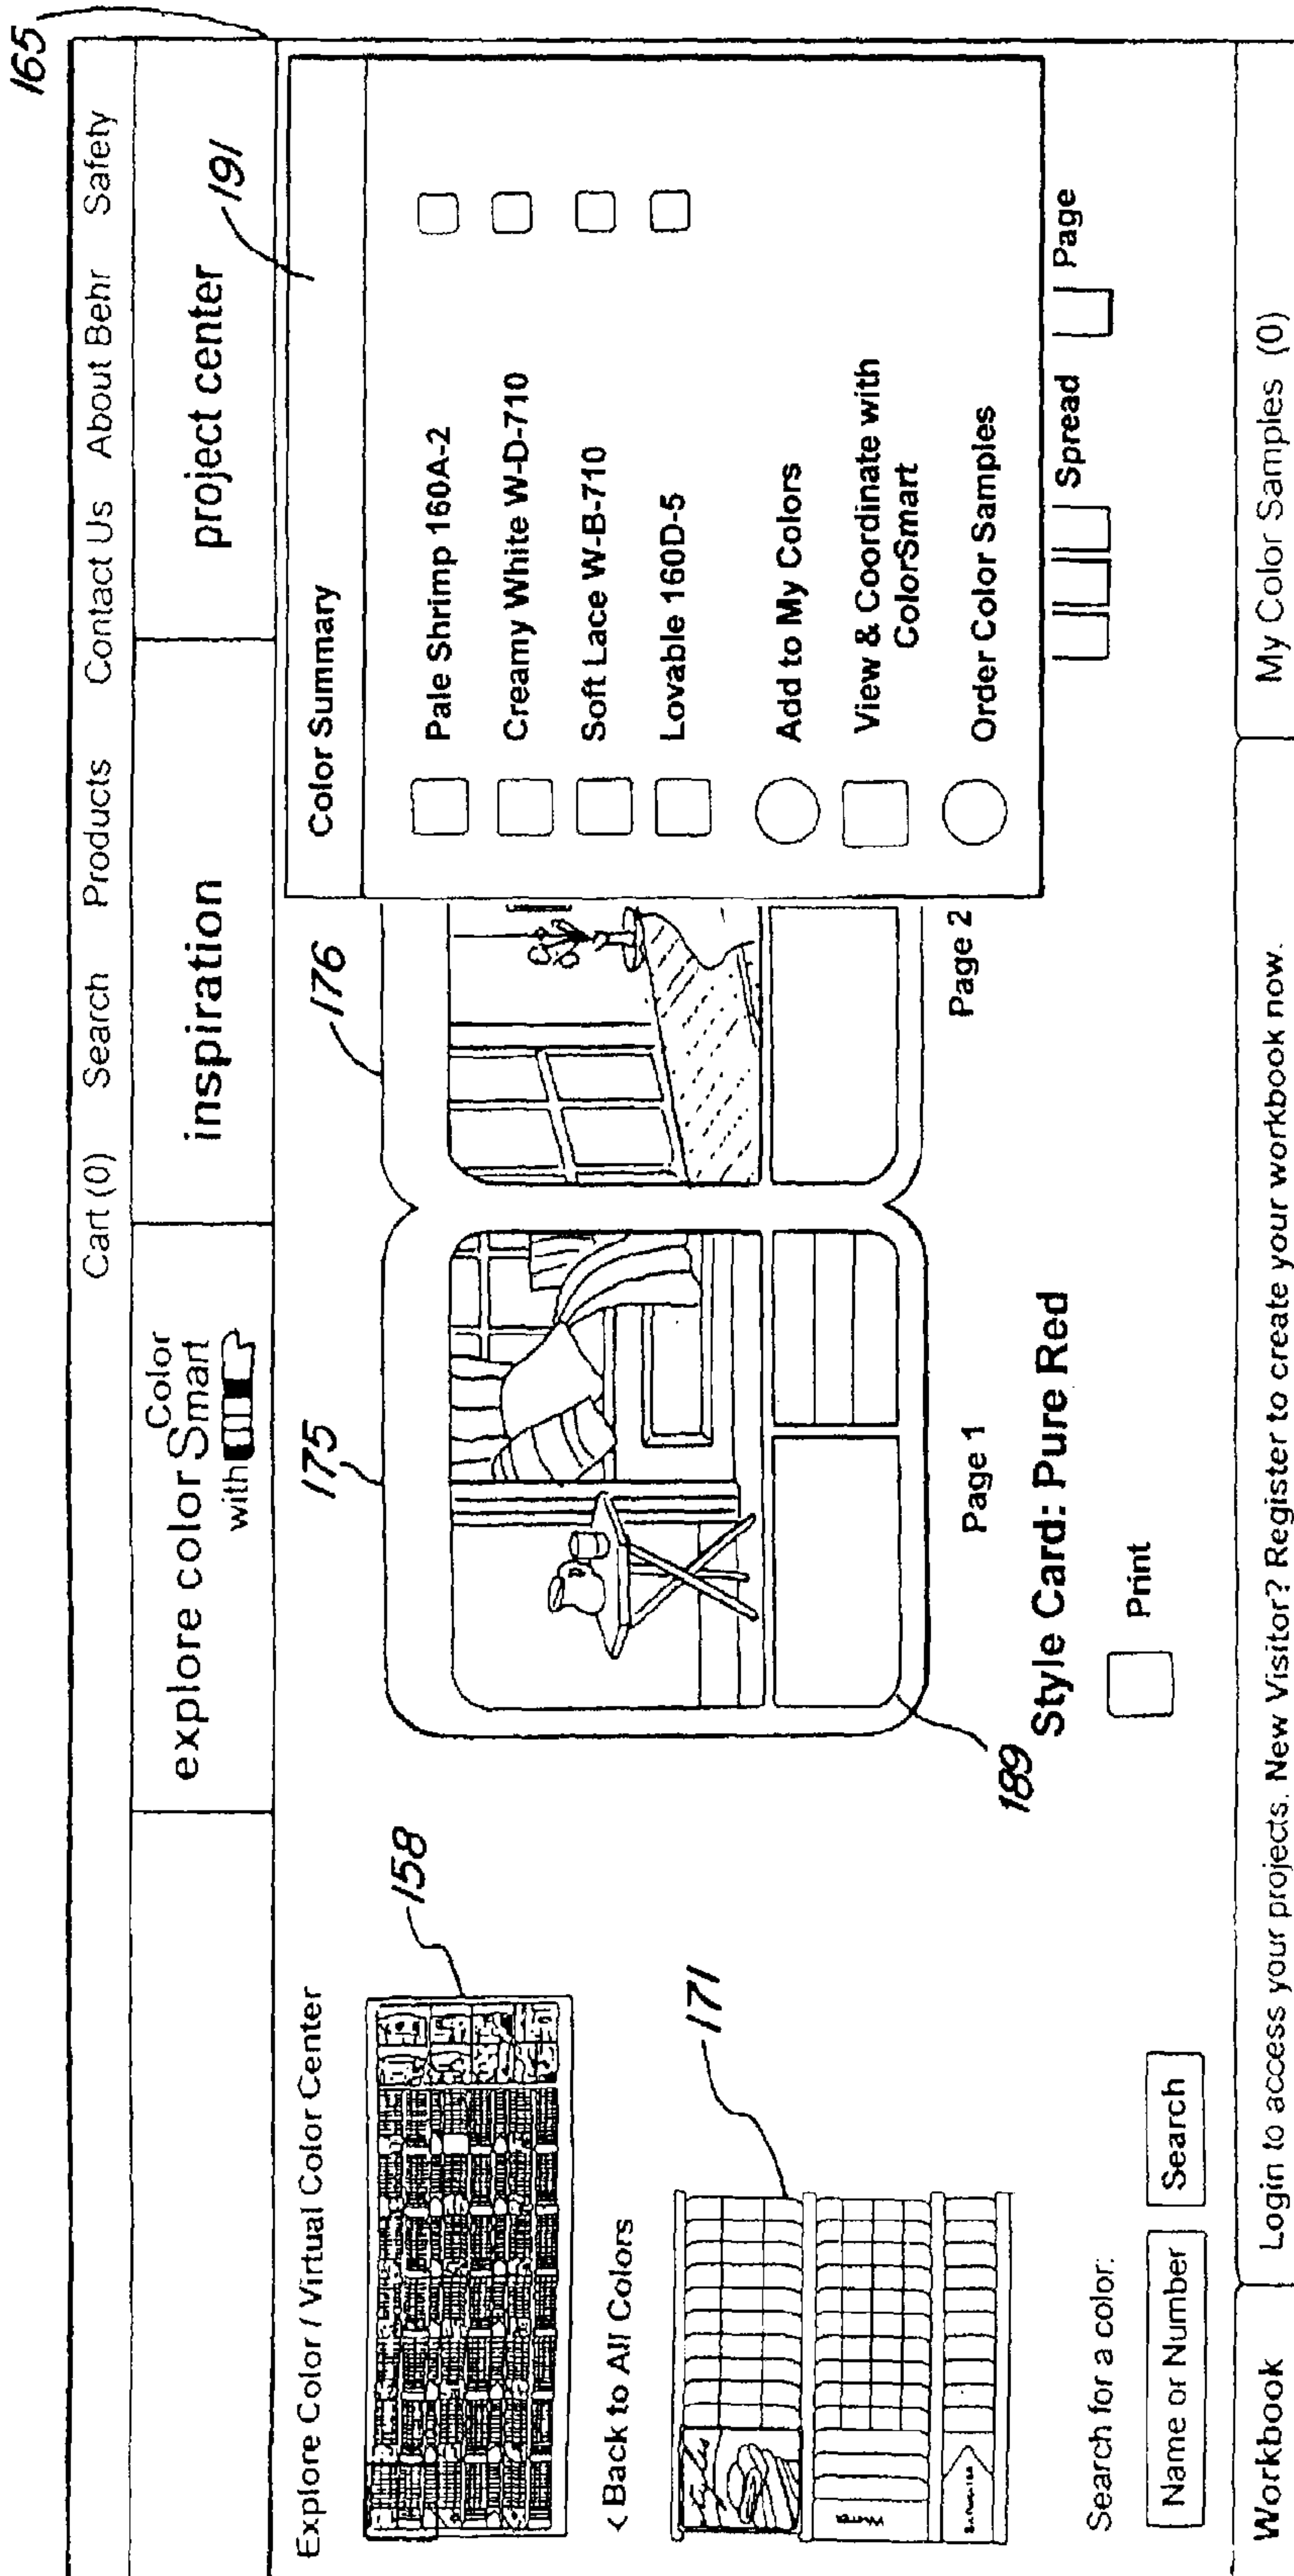 165
Cart (0) Search Products Contact Us About Behr Safety
explore color Color Smart
with
inspiration
project center
191
Explore Color / Virtual Color Center
158
< Back to All Colors
171
Search for a color:
Name or Number Search
175
176
189
Page 1
Page 2
Style Card: Pure Red
Print
Color Summary
Pale Shrimp 160A-2
Creamy White W-D-710
Soft Lace W-B-710
Lovable 160D-5
Add to My Colors
View & Coordinate with
ColorSmart
Order Color Samples
Spread Page
Workbook Login to access your projects. New Visitor? Register to create your workbook now. My Color Samples (0)